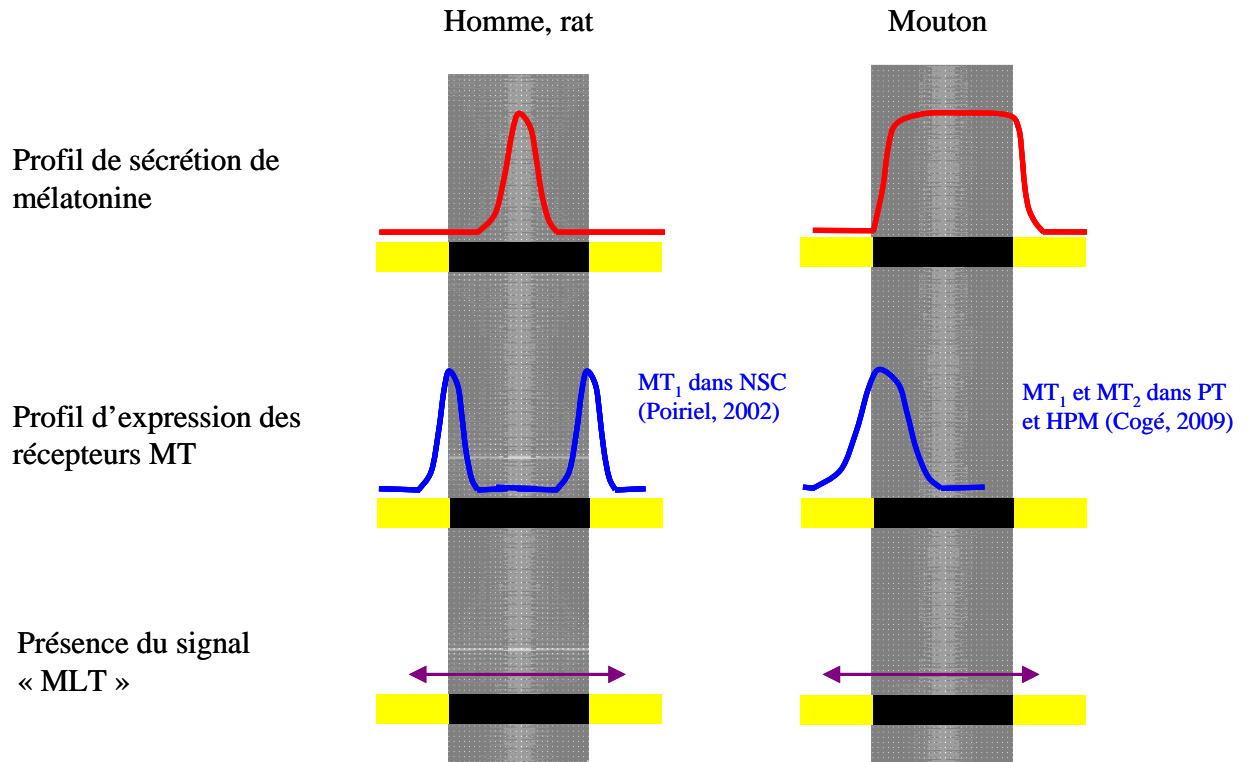 Homme, rat
Mouton
Profil de sécrétion de
mélatonine
Profil d'expression des
récepteurs MT
MT₁ dans NSC
(Poiriel, 2002)
MT₁ et MT₂ dans PT
et HPM (Cogé, 2009)
Présence du signal
« MLT »